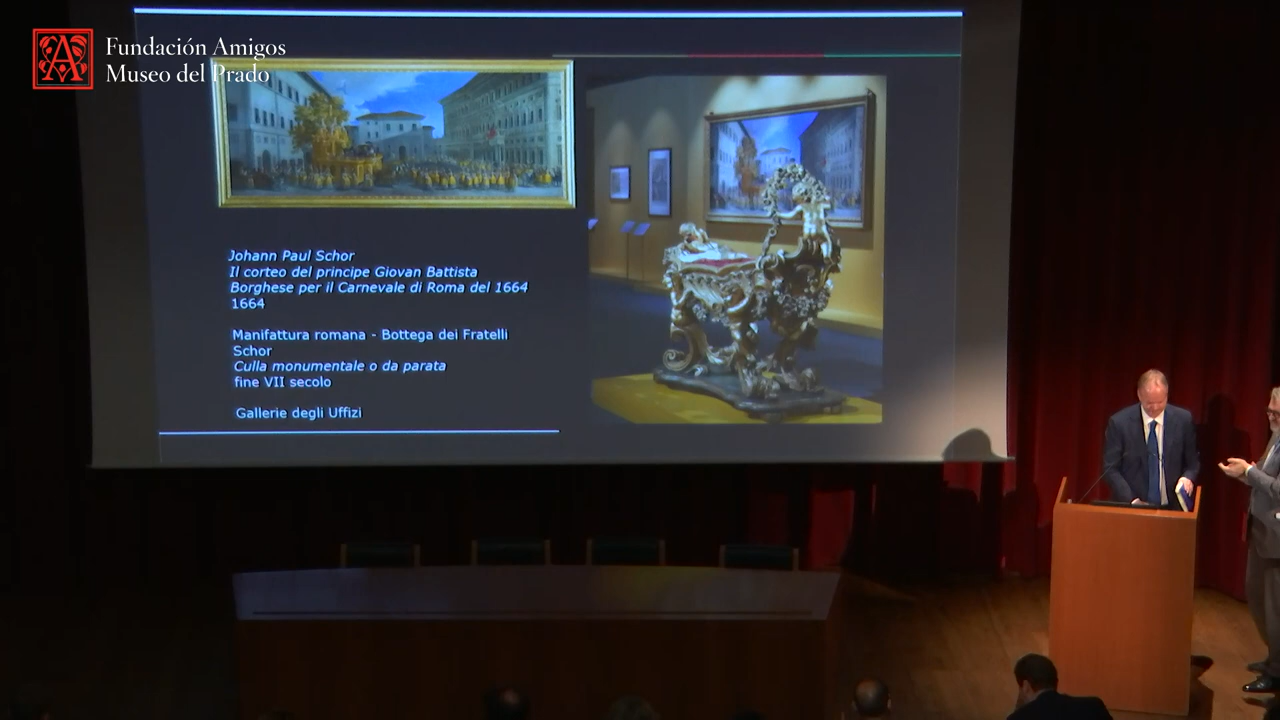 Fundación Amigos
Museo del Prado
Johann Paul Schor
Il corteo del principe Giovan Battista
Borghese per il Carnevale di Roma del 1664
1664
Manifattura romana - Bottega dei Fratelli
Schor
Culla monumentale o da parata
fine VII secolo
Gallerie degli Uffizi